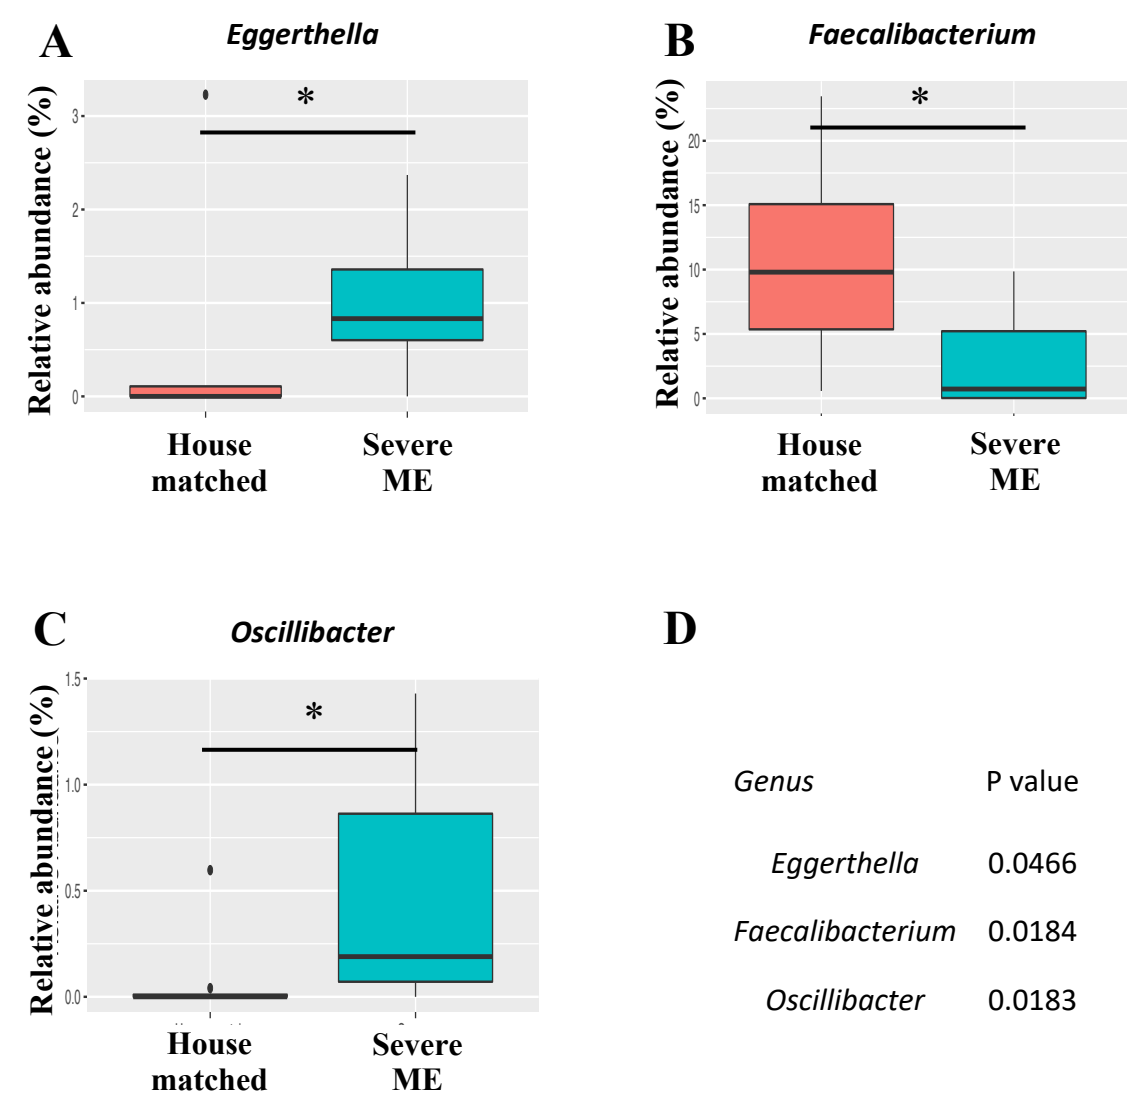 A
Eggerthella
Relative abundance (%)
3
2
1
0
*
House
matched
Severe
ME
B
Faecalibacterium
Relative abundance (%)
20
15
10
5
0
*
House
matched
Severe
ME
C
Oscillibacter
Relative abundance (%)
1.5
1.0
0.5
0.0
*
House
matched
Severe
ME
D
Genus P value
Eggerthella 0.0466
Faecalibacterium 0.0184
Oscillibacter 0.0183